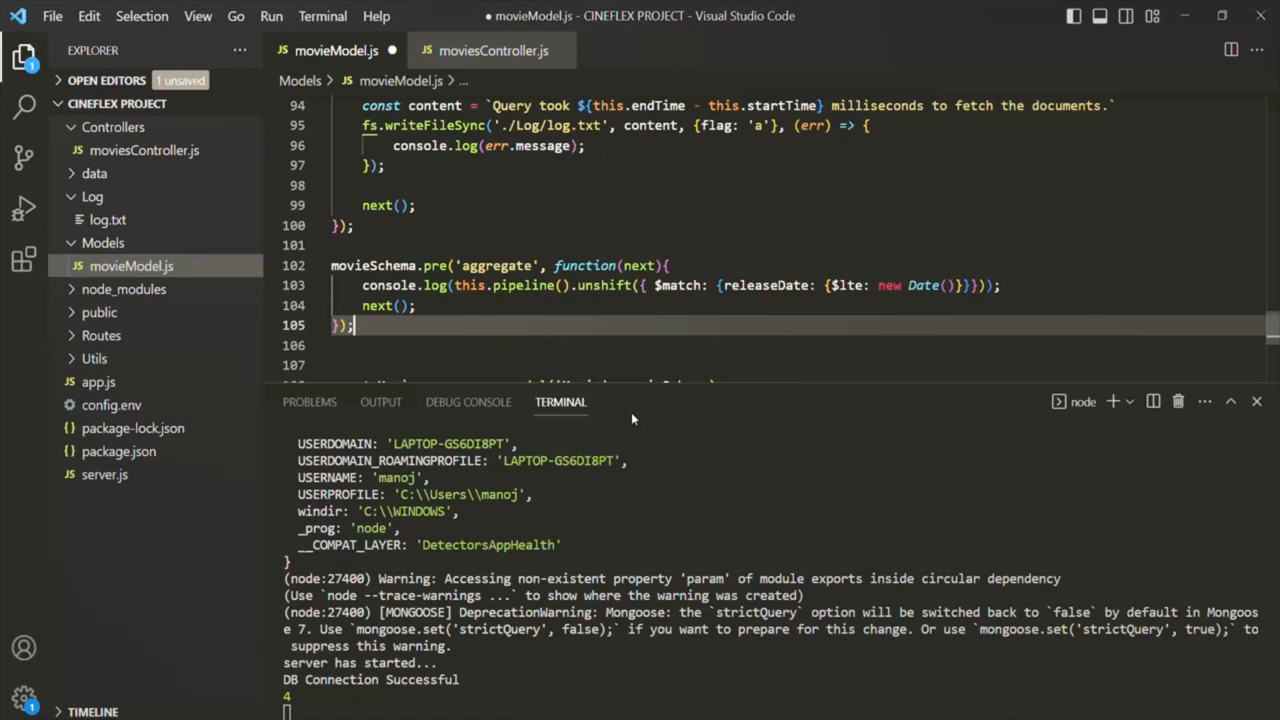 File Edit Selection View Go Run Terminal Help ● movieModel.js - CINEFLEX PROJECT - Visual Studio Code
EXPLORER ···
JS movieModel.js ●
JS moviesController.js
···
1
OPEN EDITORS 1 unsaved
Models > JS movieModel.js > ...
CINEFLEX PROJECT
Controllers
JS moviesController.js
data
Log
log.txt
Models
JS movieModel.js
node_modules
public
Routes
Utils
JS app.js
config.env
{} package-lock.json
{} package.json
JS server.js
TIMELINE
1
94 const content = `Query took ${this.endTime - this.startTime} milliseconds to fetch the documents.`
95 fs.writeFileSync('./Log/log.txt', content, {flag: 'a'}, (err) => {
96 console.log(err.message);
97 });
98
99 next();
100 });
101
102 movieSchema.pre('aggregate', function(next){
103 console.log(this.pipeline().unshift({ $match: {releaseDate: {$lte: new Date()}}}));
104 next();
105 });
106
107
PROBLEMS OUTPUT DEBUG CONSOLE TERMINAL
node
···
USERDOMAIN: 'LAPTOP-GS6DI8PT',
USERDOMAIN_ROAMINGPROFILE: 'LAPTOP-GS6DI8PT',
USERNAME: 'manoj',
USERPROFILE: 'C:\\Users\\manoj',
windir: 'C:\\WINDOWS',
_prog: 'node',
__COMPAT_LAYER: 'DetectorsAppHealth'
}
(node:27400) Warning: Accessing non-existent property 'param' of module exports inside circular dependency
(Use `node --trace-warnings ...` to show where the warning was created)
(node:27400) [MONGOOSE] DeprecationWarning: Mongoose: the `strictQuery` option will be switched back to `false` by default in Mongoos
e 7. Use `mongoose.set('strictQuery', false);` if you want to prepare for this change. Or use `mongoose.set('strictQuery', true);` to
suppress this warning.
server has started...
DB Connection Successful
4